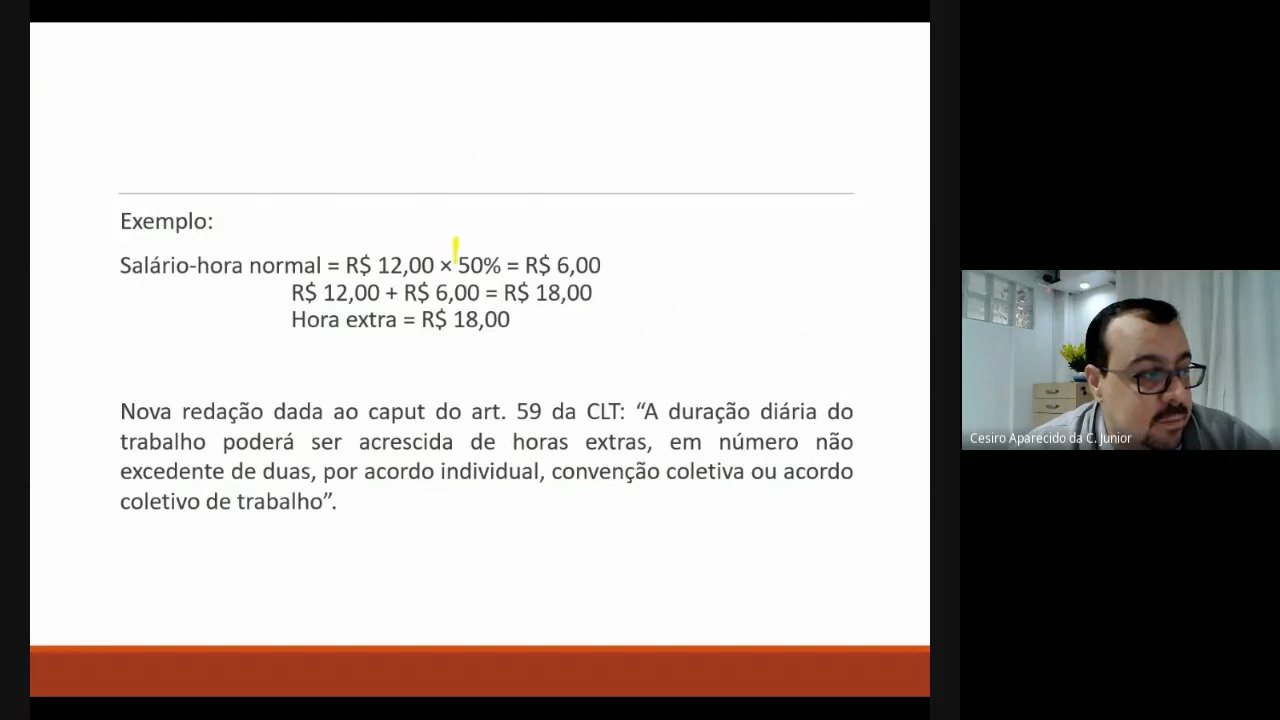 Exemplo:
Salário-hora normal = R$ 12,00 × 50% = R$ 6,00
R$ 12,00 + R$ 6,00 = R$ 18,00
Hora extra = R$ 18,00
Nova redação dada ao caput do art. 59 da CLT: “A duração diária do
trabalho poderá ser acrescida de horas extras, em número não
excedente de duas, por acordo individual, convenção coletiva ou acordo
coletivo de trabalho”.
Cesiro Aparecido da C. Junior